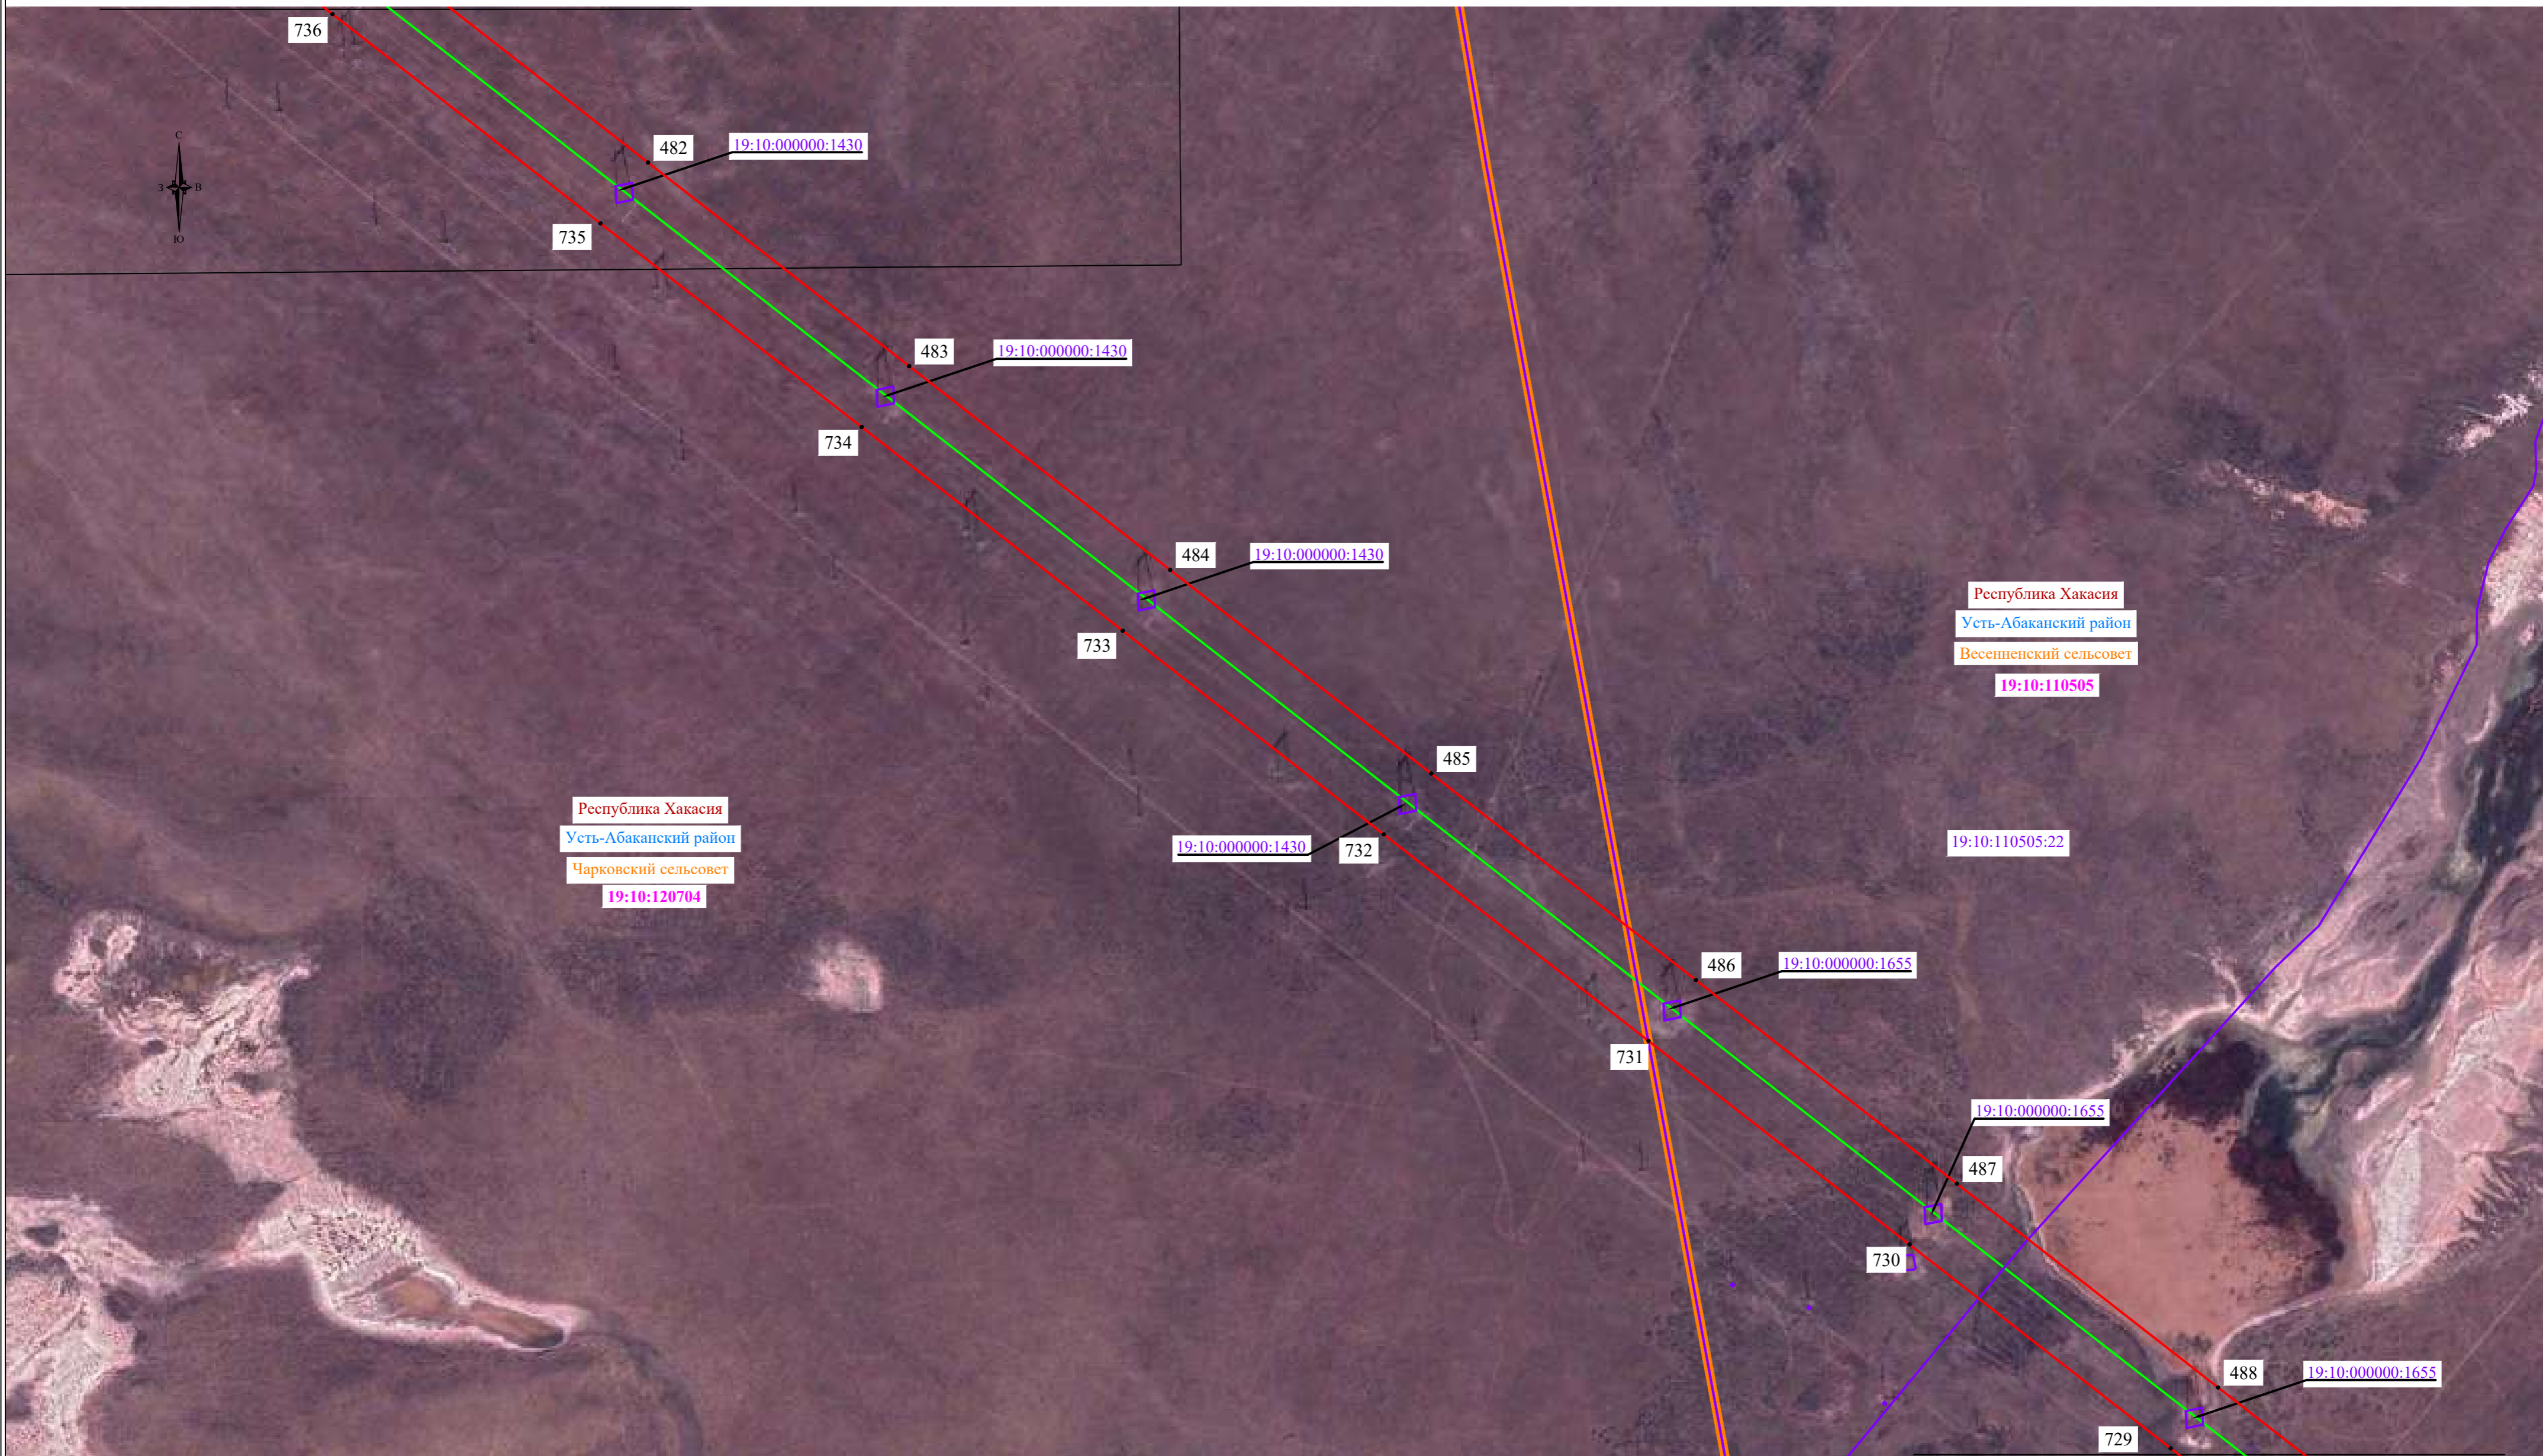 736
482
19:10:000000:1430
С
З
В
Ю
735
483
19:10:000000:1430
734
484
19:10:000000:1430
733
Республика Хакасия
Усть-Абаканский район
Весенненский сельсовет
19:10:110505
485
19:10:000000:1430
732
19:10:110505:22
Республика Хакасия
Усть-Абаканский район
Чарковский сельсовет
19:10:120704
486
19:10:000000:1655
731
19:10:000000:1655
487
730
488
19:10:000000:1655
729